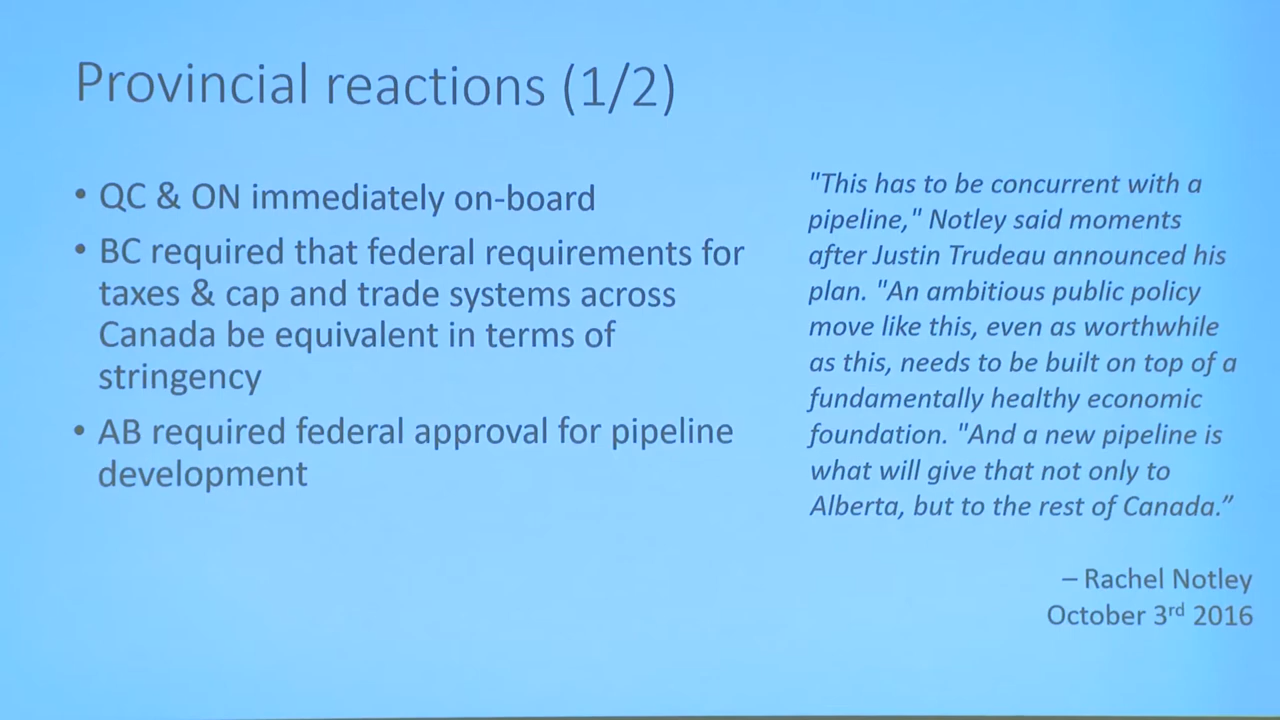 Provincial reactions (1/2)
• QC & ON immediately on-board
• BC required that federal requirements for
taxes & cap and trade systems across
Canada be equivalent in terms of
stringency
• AB required federal approval for pipeline
development
"This has to be concurrent with a
pipeline," Notley said moments
after Justin Trudeau announced his
plan. "An ambitious public policy
move like this, even as worthwhile
as this, needs to be built on top of a
fundamentally healthy economic
foundation. "And a new pipeline is
what will give that not only to
Alberta, but to the rest of Canada.”
– Rachel Notley
October 3rd 2016